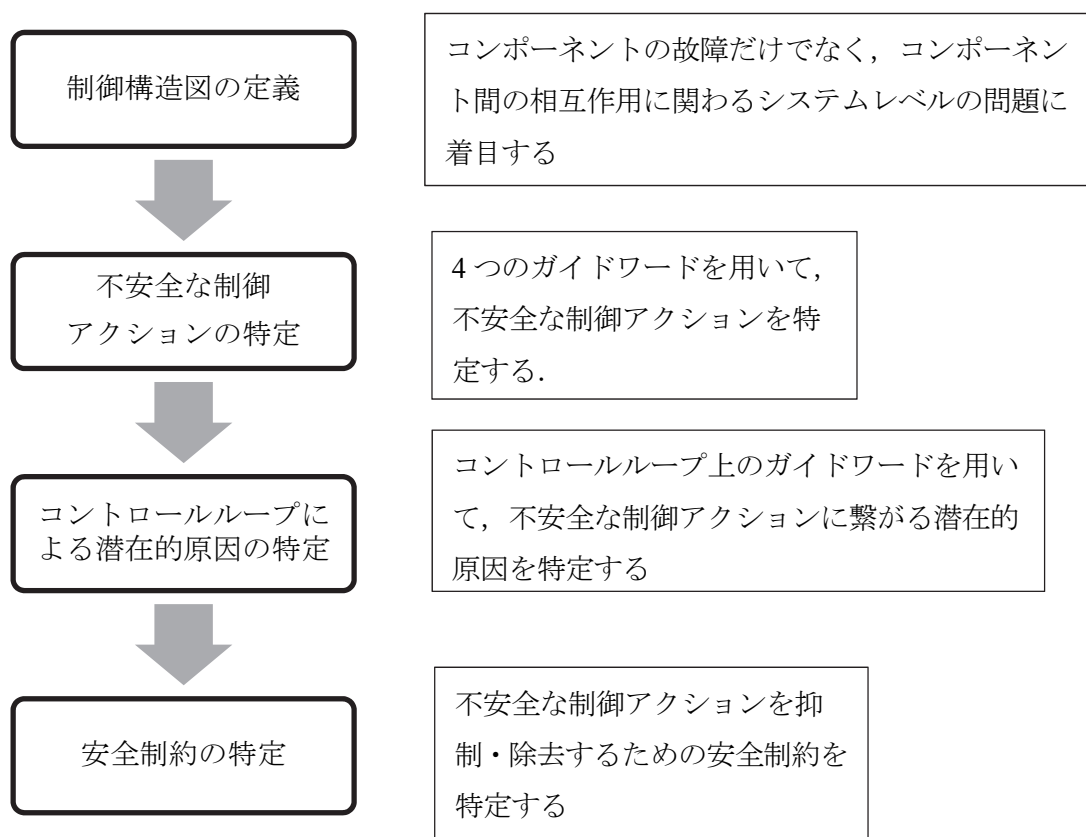 制御構造図の定義
コンポーネントの故障だけでなく，コンポーネン
ト間の相互作用に関わるシステムレベルの問題に
着目する
不安全な制御
アクションの特定
4 つのガイドワードを用いて，
不安全な制御アクションを特
定する．
コントロールループに
よる潜在的原因の特定
コントロールループ上のガイドワードを用い
て，不安全な制御アクションに繋がる潜在的
原因を特定する
安全制約の特定
不安全な制御アクションを抑
制・除去するための安全制約を
特定する